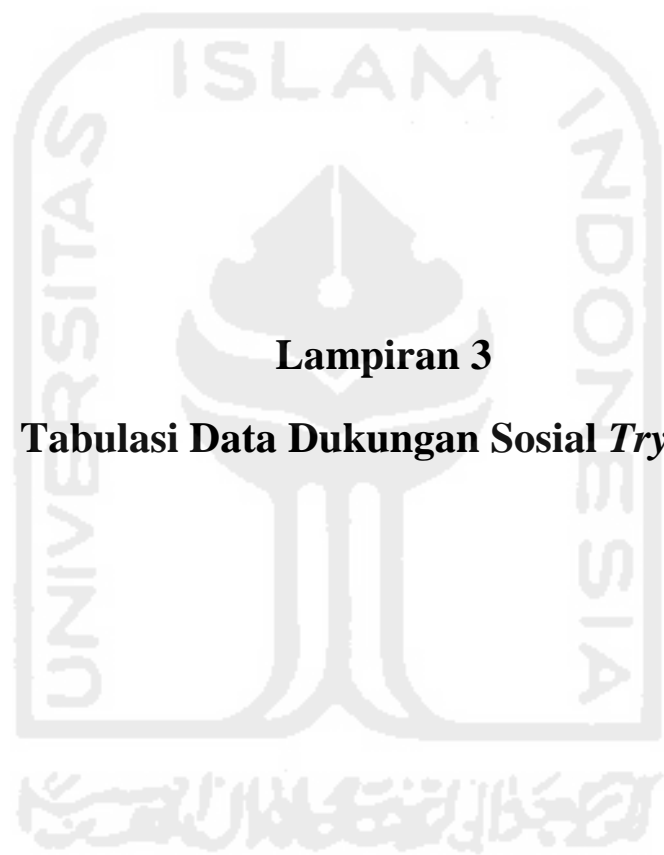 ISLAM
UNIVERSITAS
INDONESIA
Lampiran 3
Tabulasi Data Dukungan Sosial Try